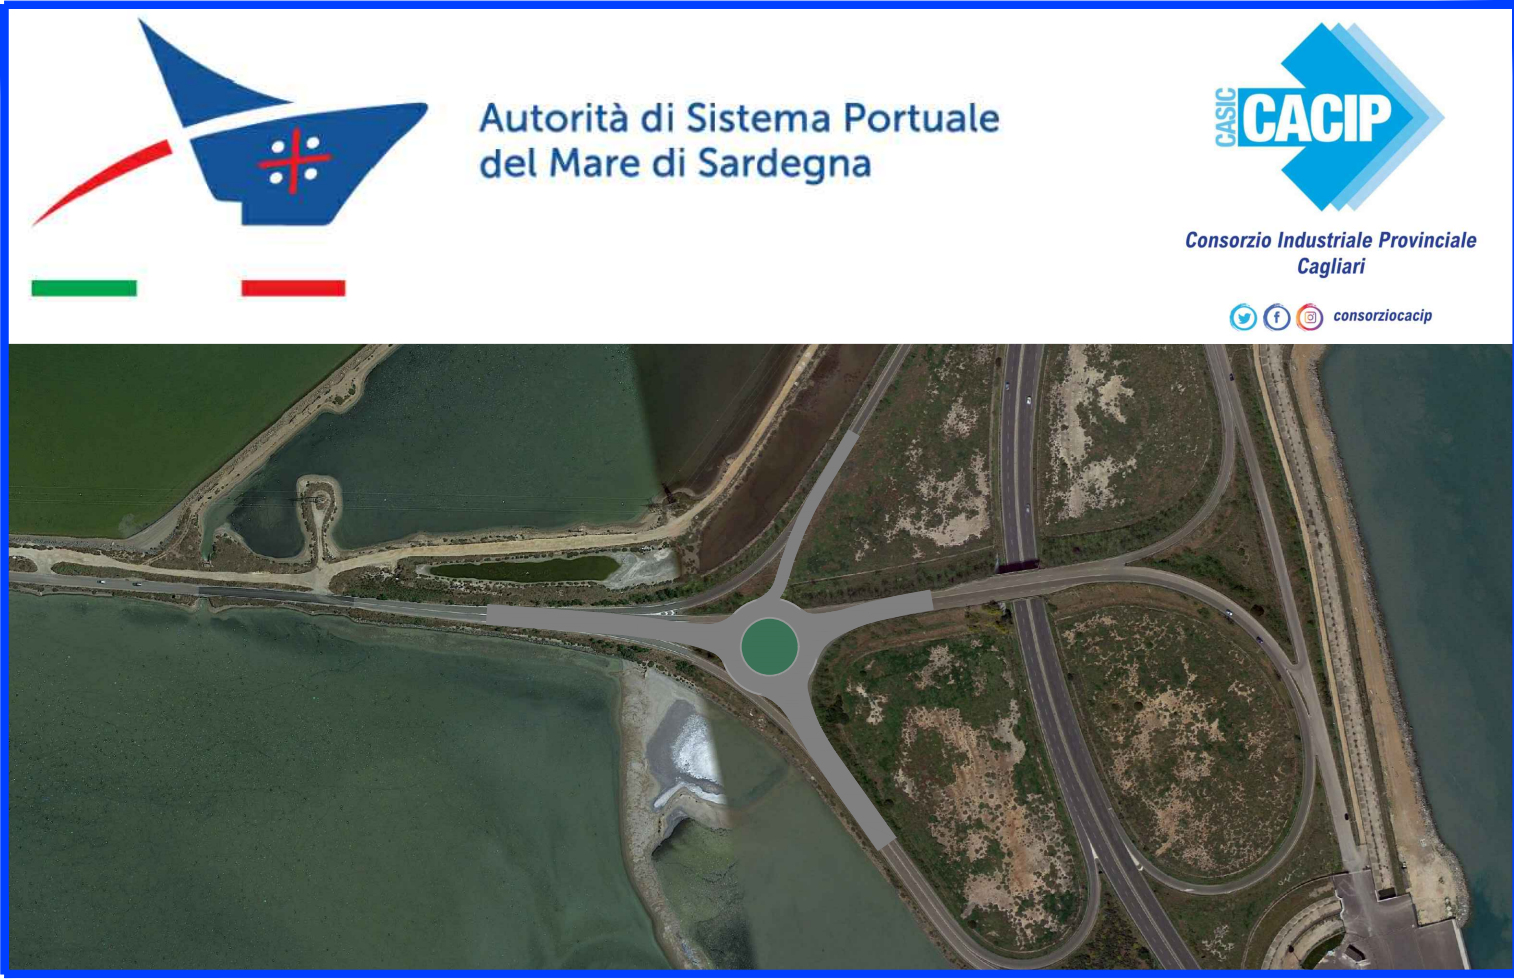 Autorità di Sistema Portuale
del Mare di Sardegna
CASIC
CACIP
Consorzio Industriale Provinciale
Cagliari
consorziocacip